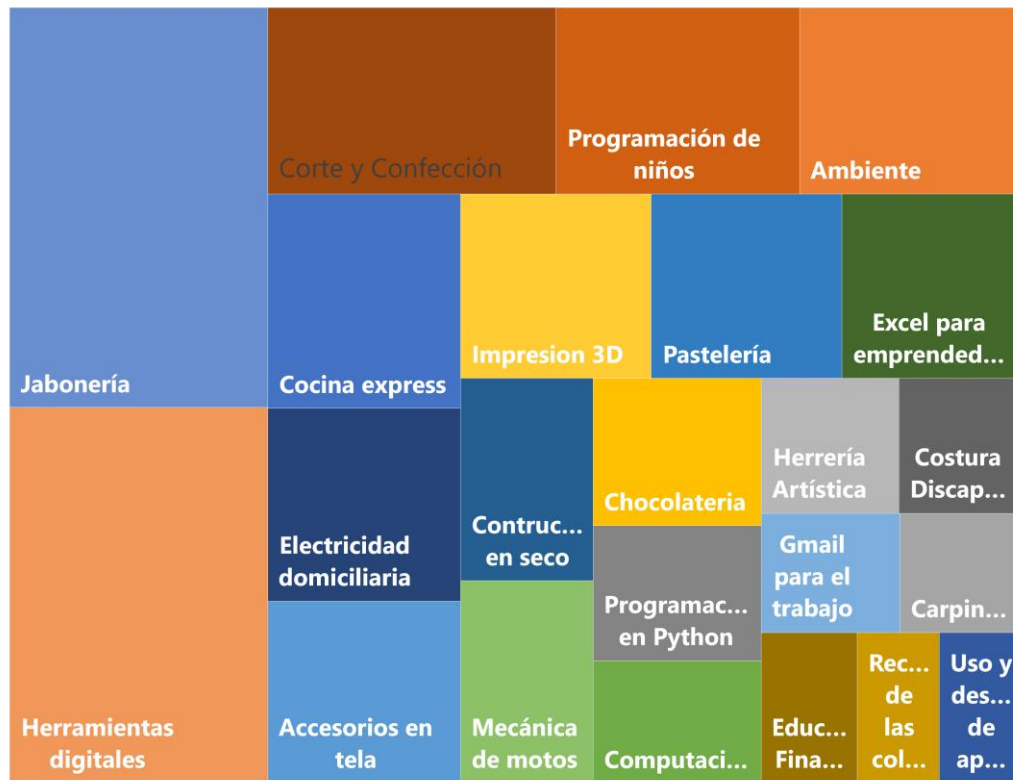 Corte y Confección
Programación de
niños
Ambiente
Jabonería
Cocina express
Impresion 3D
Pastelería
Excel para
emprended...
Herramientas
digitales
Electricidad
domiciliaria
Accesorios en
tela
Contruc...
en seco
Mecánica
de motos
Chocolateria
Programac...
en Python
Computaci...
Herrería
Artística
Costura
Discap...
Gmail
para el
trabajo
Carpin...
Educ...
Fina...
Rec...
de
las
col...
Uso y
des...
de
ap...